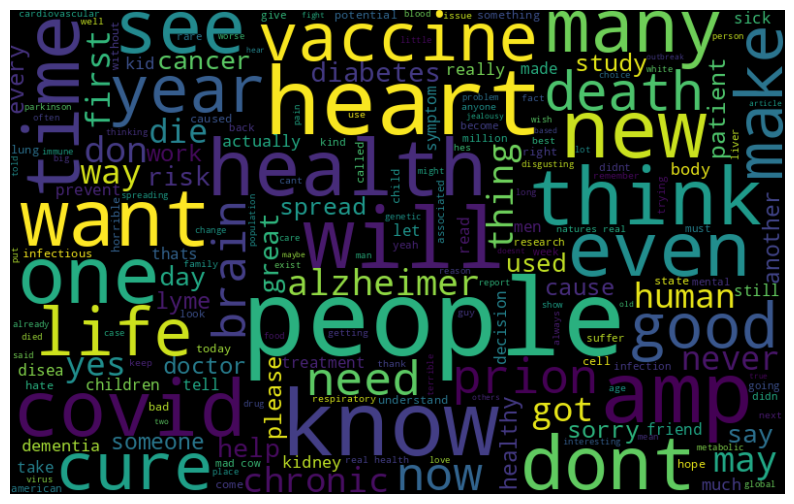 cardiovascular
well
see
give
fight
blood
issue
something
many
sick
time
first
without
rare
worse
hear
vaccine
potential
little
outbreak
person
every
kid
cancer
year
heart
diabetes
really
made
study
choice
white
death
patient
make
parkinson
often
caused
pain
use
symptom
problem
anyone
fact
jealousy
become
wish
article
told
immune
lung
die
thinking
big
back
actually
kind
million
best
new
based
liver
don
work
health
called
hes
right
didnt
lot
disgusting
way
risk
prevent
cant
might
thing
remember
trying
body
want
brain
spread
child
genetic
associated
long
men
think
horrible
spreading
population
great
let
care
read
natures real
must
another
put
infectious
change
thats
yeah
maybe
man
will
research
even
one
day
family
exist
reason
report
used
state
mental
alzheimer
week
look
people
guy
show
always
decision
cause
old
human
still
life
lyme
already
died
case
said
today
food
getting
suffer
good
yes
keep
doctor
treatment
thank
terrible
cell
infection
never
disea
hate
children
tell
drug
need
prion
amp
age
going
didn
true
covid
bad
two
please
respiratory
understand
know
others
healthy
got
sorry
friend
next
dementia
someone
help
interesting
mean
metabolic
say
take
virus
american
cure
mad cow
place
come
kidney
real health
love
chronic
now
dont
hope
may
much
global